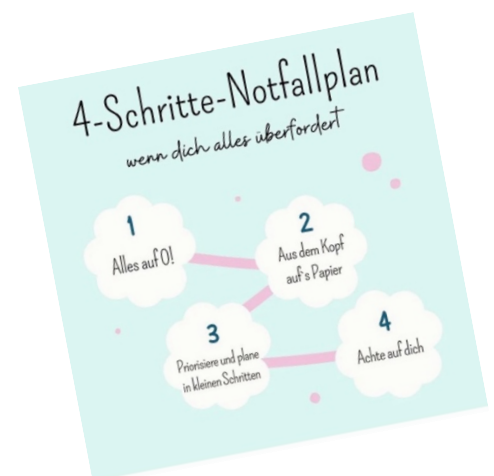 4-Schritte-Notfallplan
wenn dich alles überfordert
1
Alles auf 0!
2
Aus dem Kopf
auf's Papier
3
Priorisiere und plane
in kleinen Schritten
4
Achte auf dich